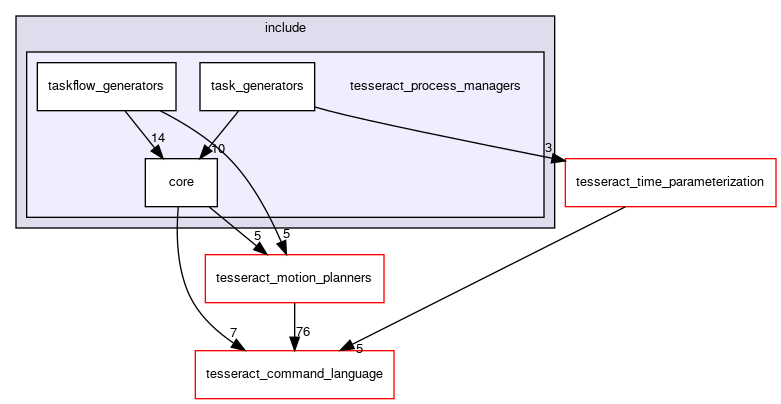 include
taskflow_generators
task_generators
tesseract_process_managers
14
10
3
core
tesseract_time_parameterization
5
5
tesseract_motion_planners
7
76
5
tesseract_command_language